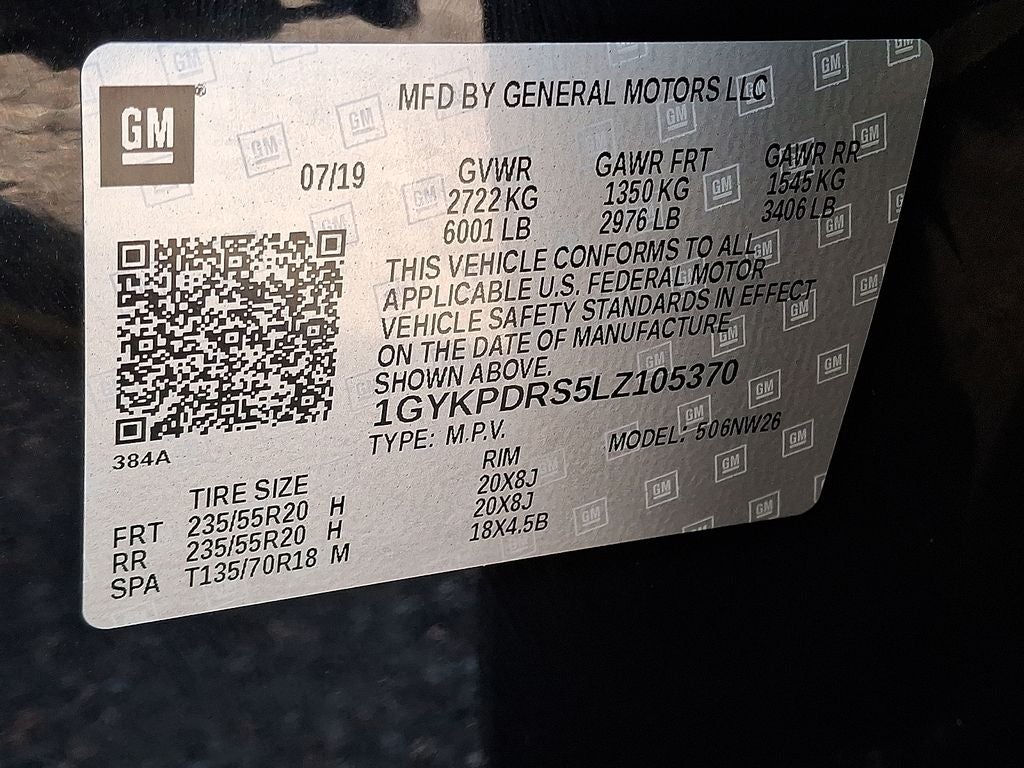 GM
MFD BY GENERAL MOTORS LLC
07/19 GVWR GAWR FRT GAWR RR
2722 KG 1350 KG 1545 KG
6001 LB 2976 LB 3406 LB
THIS VEHICLE CONFORMS TO ALL
APPLICABLE U.S. FEDERAL MOTOR
VEHICLE SAFETY STANDARDS IN EFFECT
ON THE DATE OF MANUFACTURE
SHOWN ABOVE.
1GYKPDRS5LZ105370
TYPE: M.P.V. MODEL: 506NW26
384A
TIRE SIZE RIM
FRT 235/55R20 H 20X8J
RR 235/55R20 H 20X8J
SPA T135/70R18 M 18X4.5B